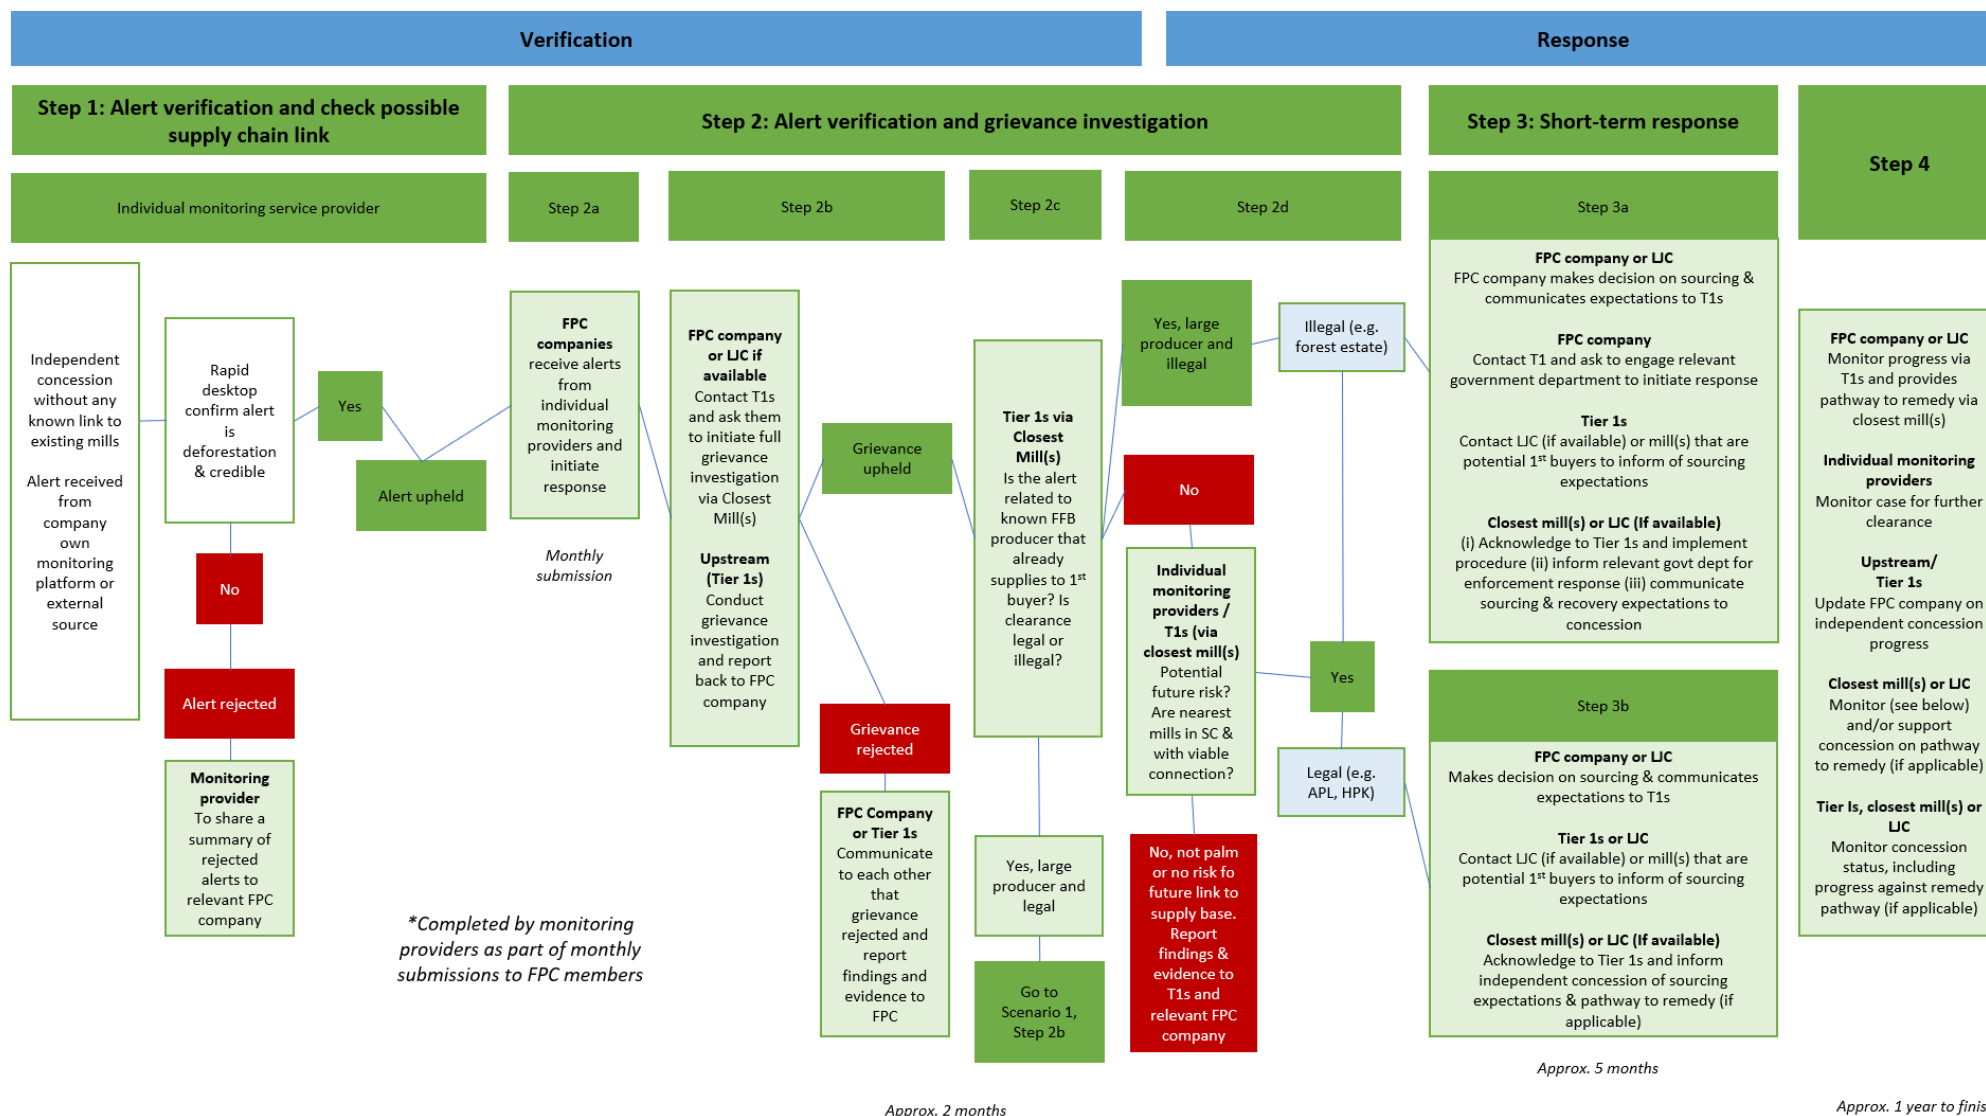 Verification
Response
Step 1: Alert verification and check possible
supply chain link
Step 2: Alert verification and grievance investigation
Step 3: Short-term response
Step 4
Individual monitoring service provider
Step 2a
Step 2b
Step 2c
Step 2d
Step 3a
Independent
concession
without any
known link to
existing mills
Alert received
from
company
own
monitoring
platform or
external
source
Rapid
desktop
confirm alert
is
deforestation
& credible
Yes
Alert upheld
No
Alert rejected
Monitoring
provider
To share a
summary of
rejected
alerts to
relevant FPC
company
FPC
companies
receive alerts
from
individual
monitoring
providers and
initiate
response
Monthly
submission
*Completed by monitoring
providers as part of monthly
submissions to FPC members
FPC company
or LJC if
available
Contact T1s
and ask them
to initiate full
grievance
investigation
via Closest
Mill(s)
Upstream
(Tier 1s)
Conduct
grievance
investigation
and report
back to FPC
company
Grievance
upheld
Grievance
rejected
FPC Company
or Tier 1s
Communicate
to each other
that
grievance
rejected and
report
findings and
evidence to
FPC
Approx. 2 months
Tier 1s via
Closest
Mill(s)
Is the alert
related to
known FFB
producer that
already
supplies to 1st
buyer? Is
clearance
legal or
illegal?
Yes, large
producer and
legal
Go to
Scenario 1,
Step 2b
Yes, large
producer and
illegal
No
Individual
monitoring
providers /
T1s (via
closest mill(s)
Potential
future risk?
Are nearest
mills in SC &
with viable
connection?
No, not palm
or no risk fo
future link to
supply base.
Report
findings &
evidence to
T1s and
relevant FPC
company
Illegal (e.g.
forest estate)
Yes
Legal (e.g.
APL, HPK)
FPC company or LJC
FPC company makes decision on sourcing &
communicates expectations to T1s
FPC company
Contact T1 and ask to engage relevant
government department to initiate response
Tier 1s
Contact LJC (if available) or mill(s) that are
potential 1st buyers to inform of sourcing
expectations
Closest mill(s) or LJC (If available)
(i) Acknowledge to Tier 1s and implement
procedure (ii) inform relevant govt dept for
enforcement response (iii) communicate
sourcing & recovery expectations to
concession
Step 3b
FPC company or LJC
Makes decision on sourcing & communicates
expectations to T1s
Tier 1s or LJC
Contact LJC (if available) or mill(s) that are
potential 1st buyers to inform of sourcing
expectations
Closest mill(s) or LJC (If available)
Acknowledge to Tier 1s and inform
independent concession of sourcing
expectations & pathway to remedy (if
applicable)
Approx. 5 months
FPC company or LJC
Monitor progress via
T1s and provides
pathway to remedy via
closest mill(s)
Individual monitoring
providers
Monitor case for further
clearance
Upstream/
Tier 1s
Update FPC company on
independent concession
progress
Closest mill(s) or LJC
Monitor (see below)
and/or support
concession on pathway
to remedy (if applicable)
Tier Is, closest mill(s) or
LJC
Monitor concession
status, including
progress against remedy
pathway (if applicable)
Approx. 1 year to finis